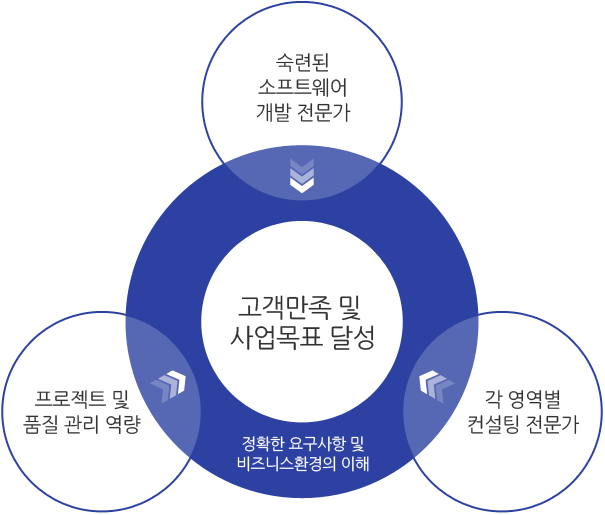 숙련된
소프트웨어
개발 전문가
고객만족 및
사업목표 달성
프로젝트 및
품질 관리 역량
각 영역별
컨설팅 전문가
정확한 요구사항 및
비즈니스환경의 이해